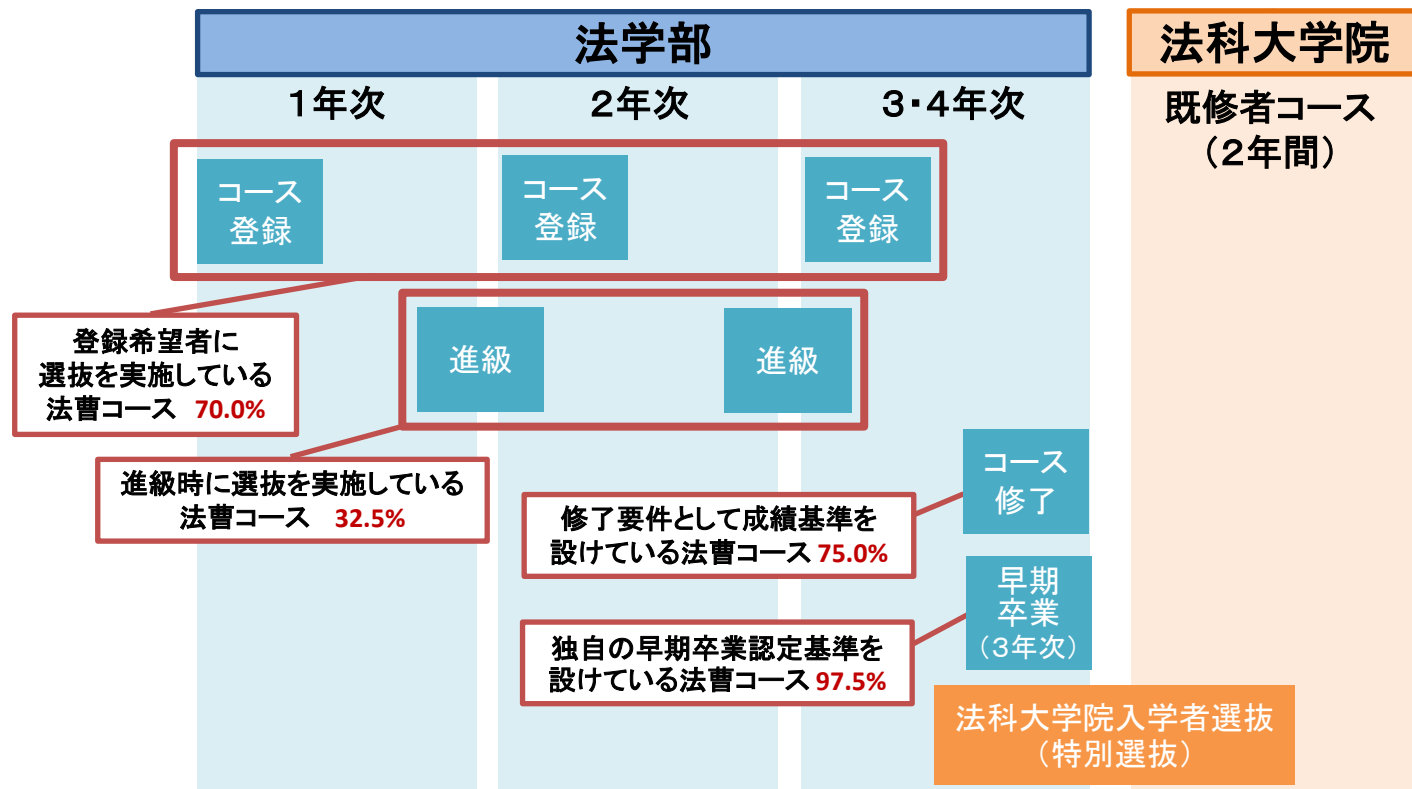 法学部
法科大学院
1年次
2年次
3・4年次
既修者コース
（2年間）
コース
登録
コース
登録
コース
登録
進級
進級
登録希望者に
選抜を実施している
法曹コース 70.0%
進級時に選抜を実施している
法曹コース 32.5%
コース
修了
修了要件として成績基準を
設けている法曹コース 75.0%
早期
卒業
（3年次）
独自の早期卒業認定基準を
設けている法曹コース 97.5%
法科大学院入学者選抜
（特別選抜）